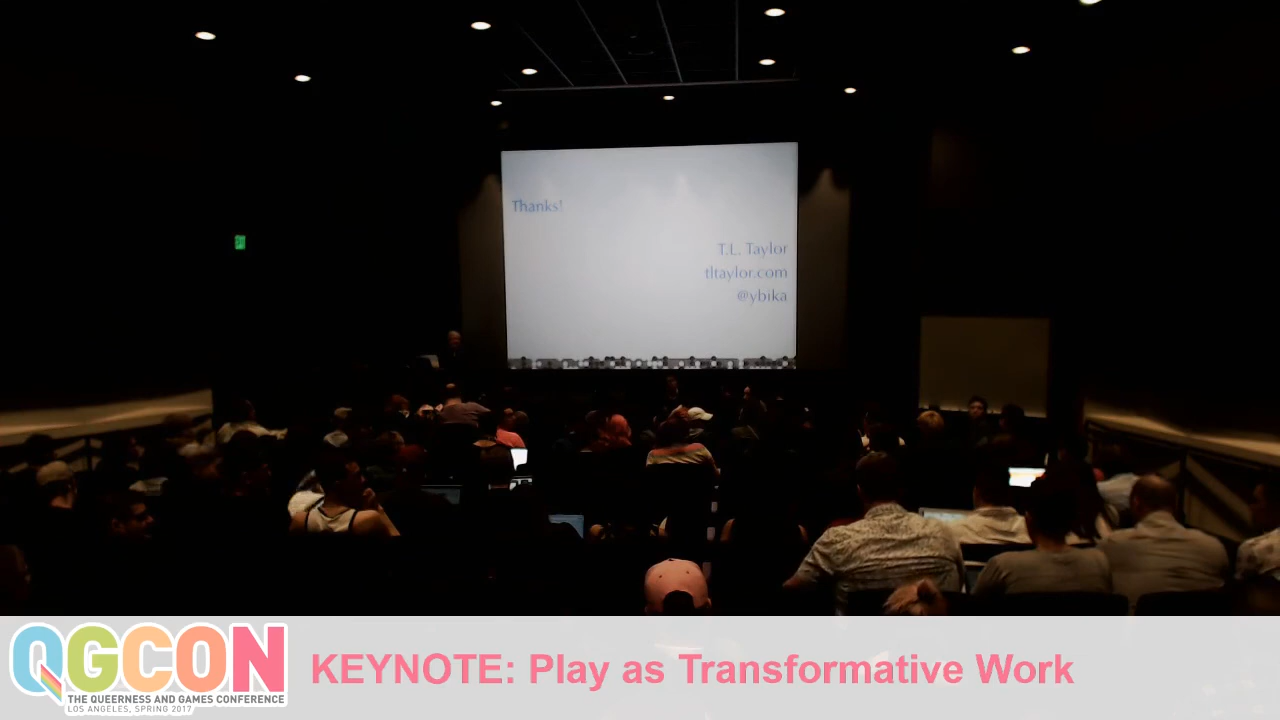 Thanks!
T.L. Taylor
tltaylor.com
@ybika
QGCON
THE QUEERNESS AND GAMES CONFERENCE
LOS ANGELES, SPRING 2017
KEYNOTE: Play as Transformative Work